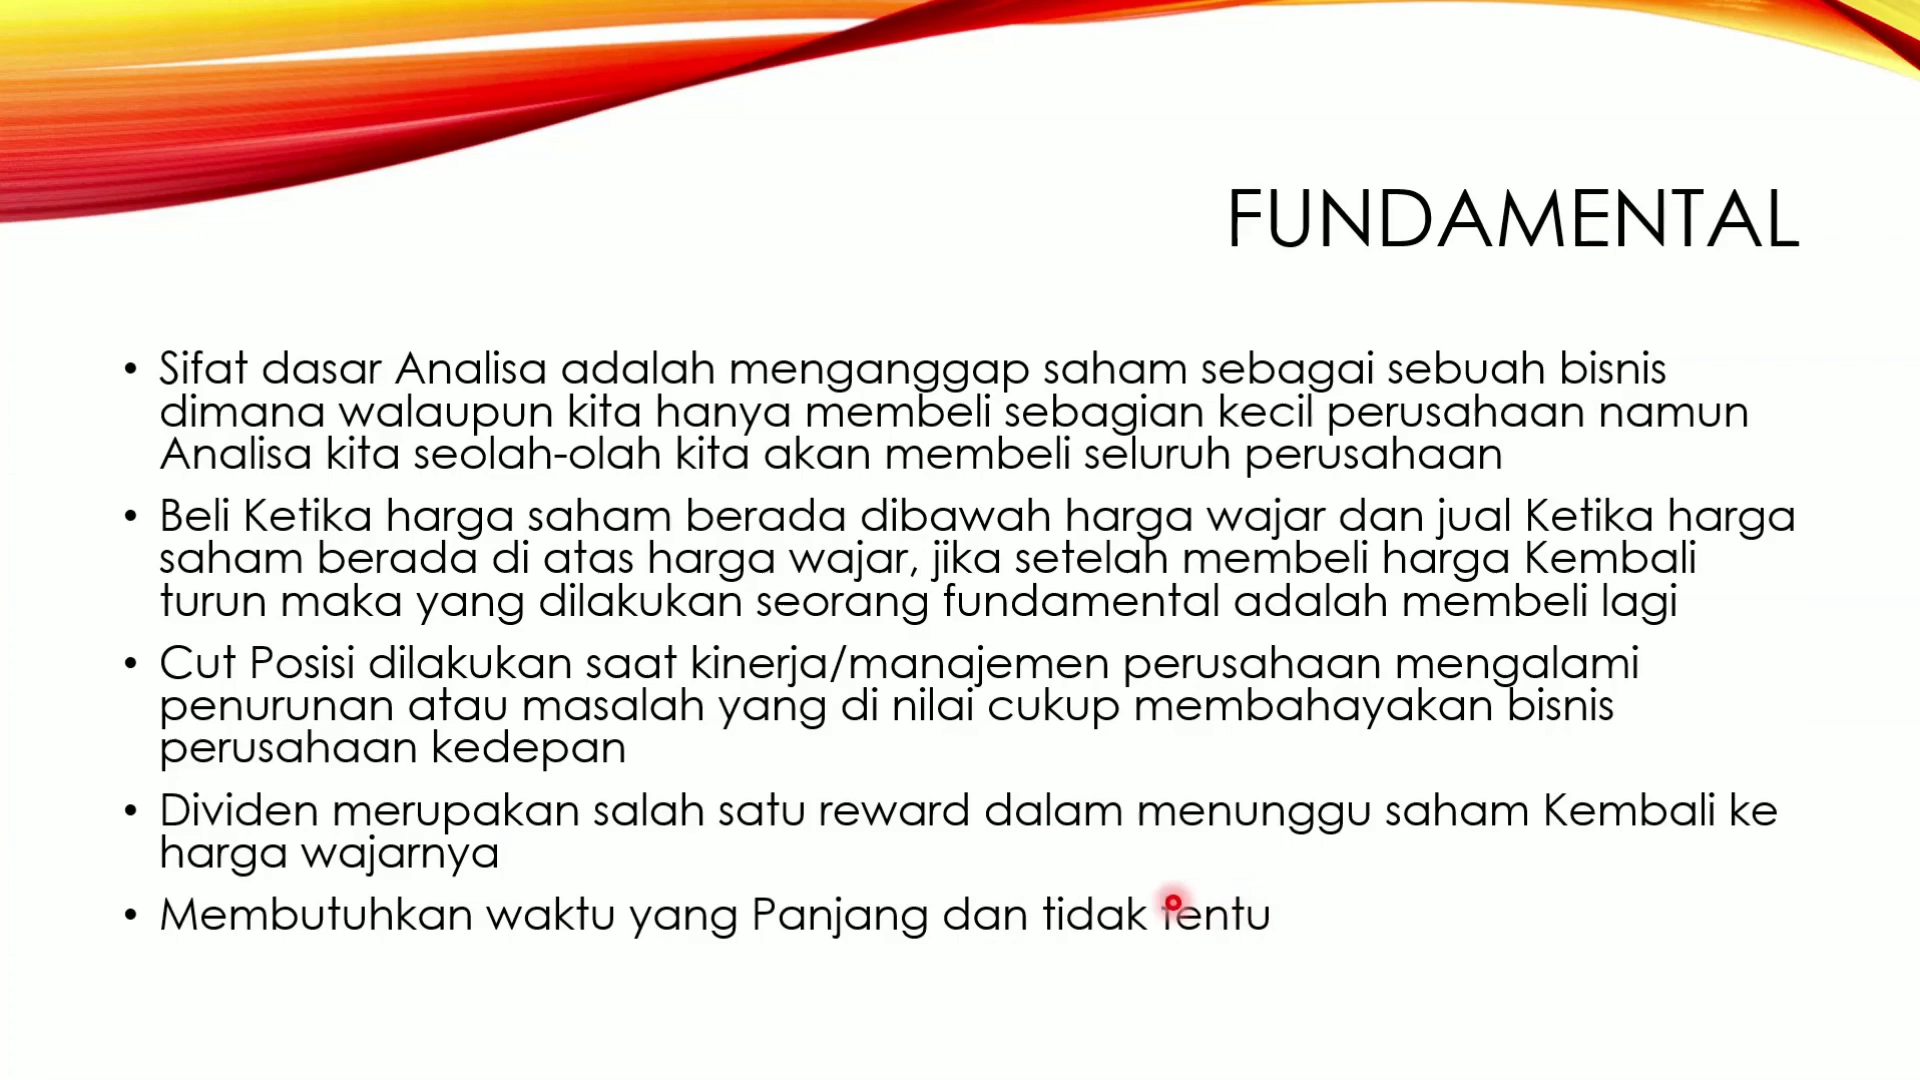 FUNDAMENTAL
• Sifat dasar Analisa adalah menganggap saham sebagai sebuah bisnis
dimana walaupun kita hanya membeli sebagian kecil perusahaan namun
Analisa kita seolah-olah kita akan membeli seluruh perusahaan
• Beli Ketika harga saham berada dibawah harga wajar dan jual Ketika harga
saham berada di atas harga wajar, jika setelah membeli harga Kembali
turun maka yang dilakukan seorang fundamental adalah membeli lagi
• Cut Posisi dilakukan saat kinerja/manajemen perusahaan mengalami
penurunan atau masalah yang di nilai cukup membahayakan bisnis
perusahaan kedepan
• Dividen merupakan salah satu reward dalam menunggu saham Kembali ke
harga wajarnya
• Membutuhkan waktu yang Panjang dan tidak tentu